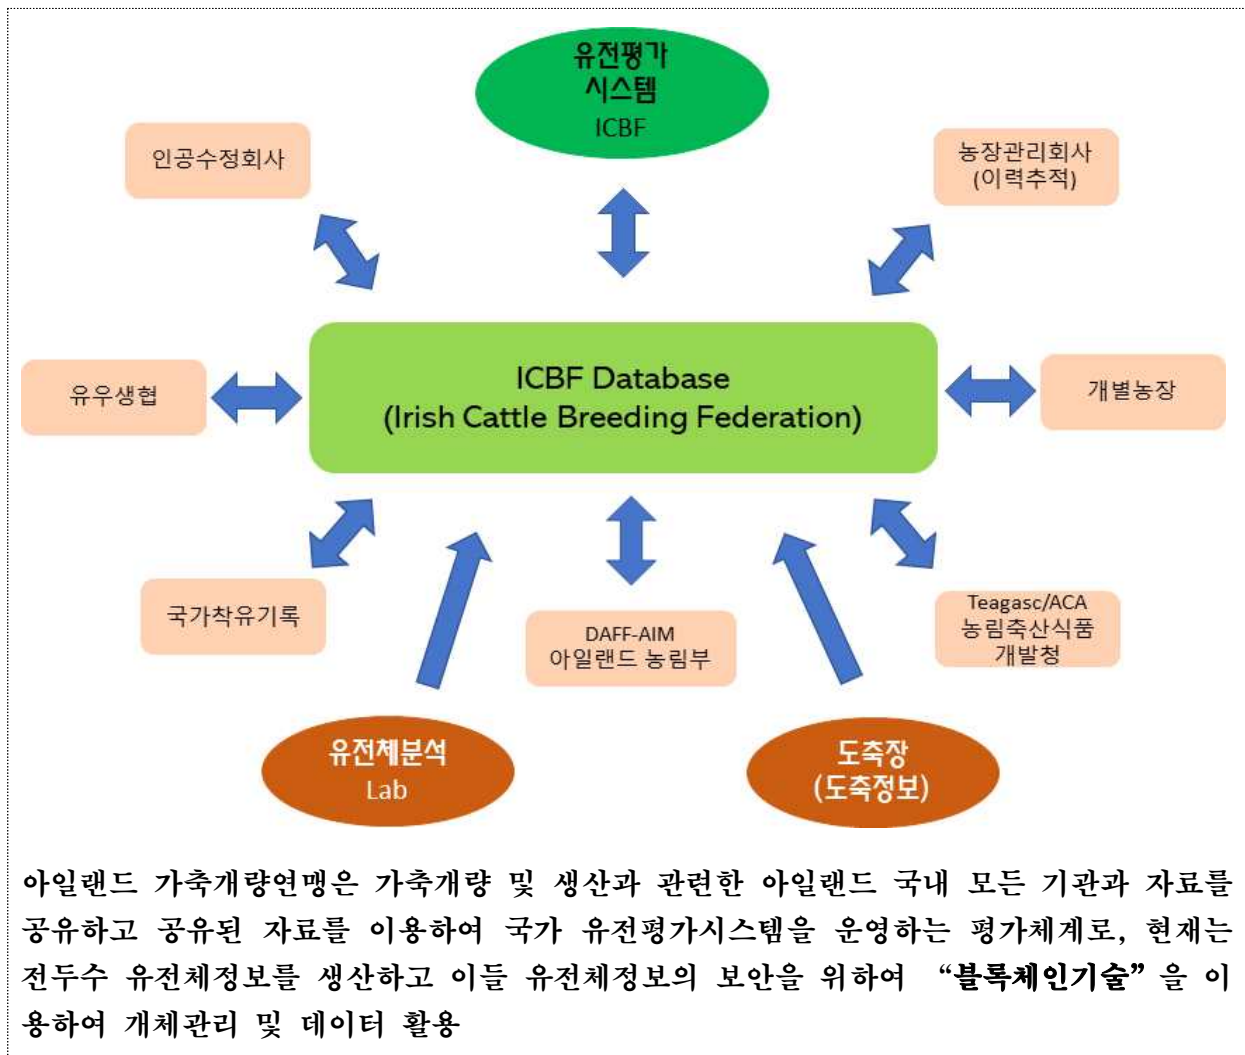 유전평가
시스템
ICBF
인공수정회사
농장관리회사
(이력추적)
ICBF Database
(Irish Cattle Breeding Federation)
유우생협
개별농장
국가착유기록
DAFF-AIM
아일랜드 농림부
Teagasc/ACA
농림축산식품
개발청
유전체분석
Lab
도축장
(도축정보)
아일랜드 가축개량연맹은 가축개량 및 생산과 관련한 아일랜드 국내 모든 기관과 자료를
공유하고 공유된 자료를 이용하여 국가 유전평가시스템을 운영하는 평가체계로, 현재는
전두수 유전체정보를 생산하고 이들 유전체정보의 보안을 위하여 “블록체인기술” 을 이
용하여 개체관리 및 데이터 활용